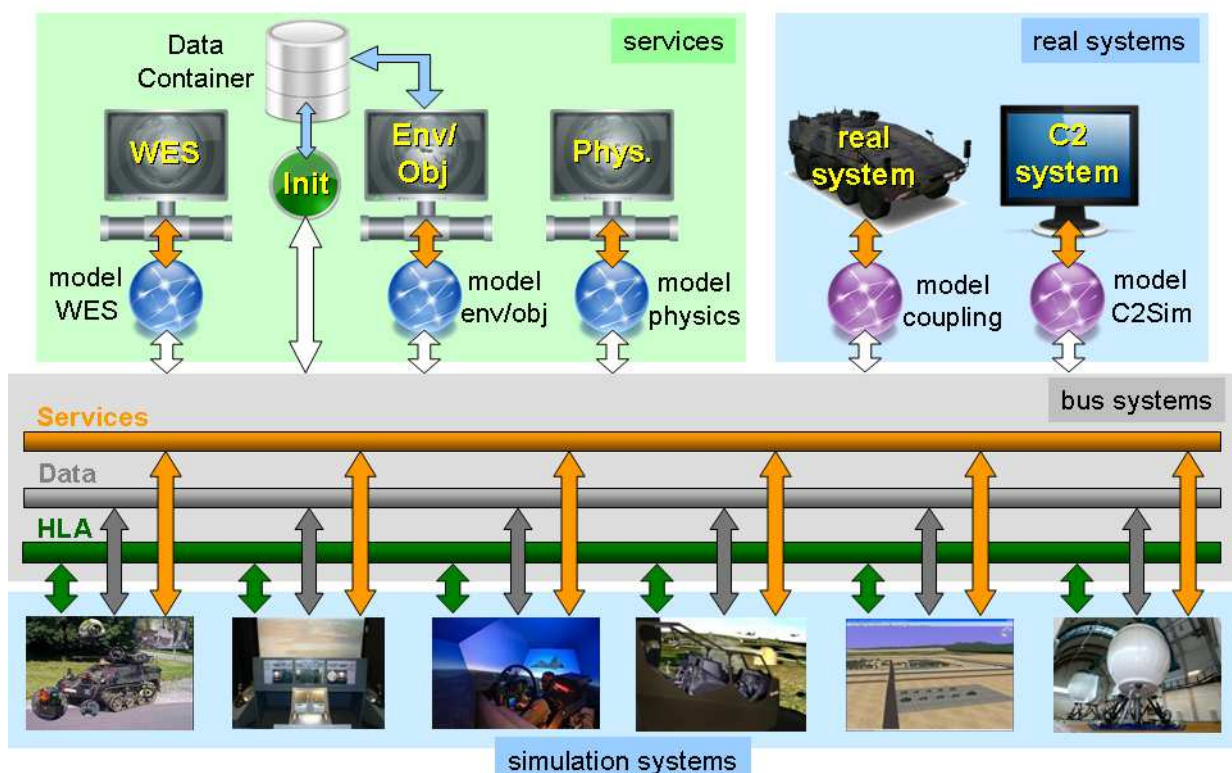 Data
Container
services
real systems
WES
Init
Env/
Obj
Phys.
real
system
C2
system
model
WES
model
env/obj
model
physics
model
coupling
model
C2Sim
bus systems
Services
Data
HLA
simulation systems